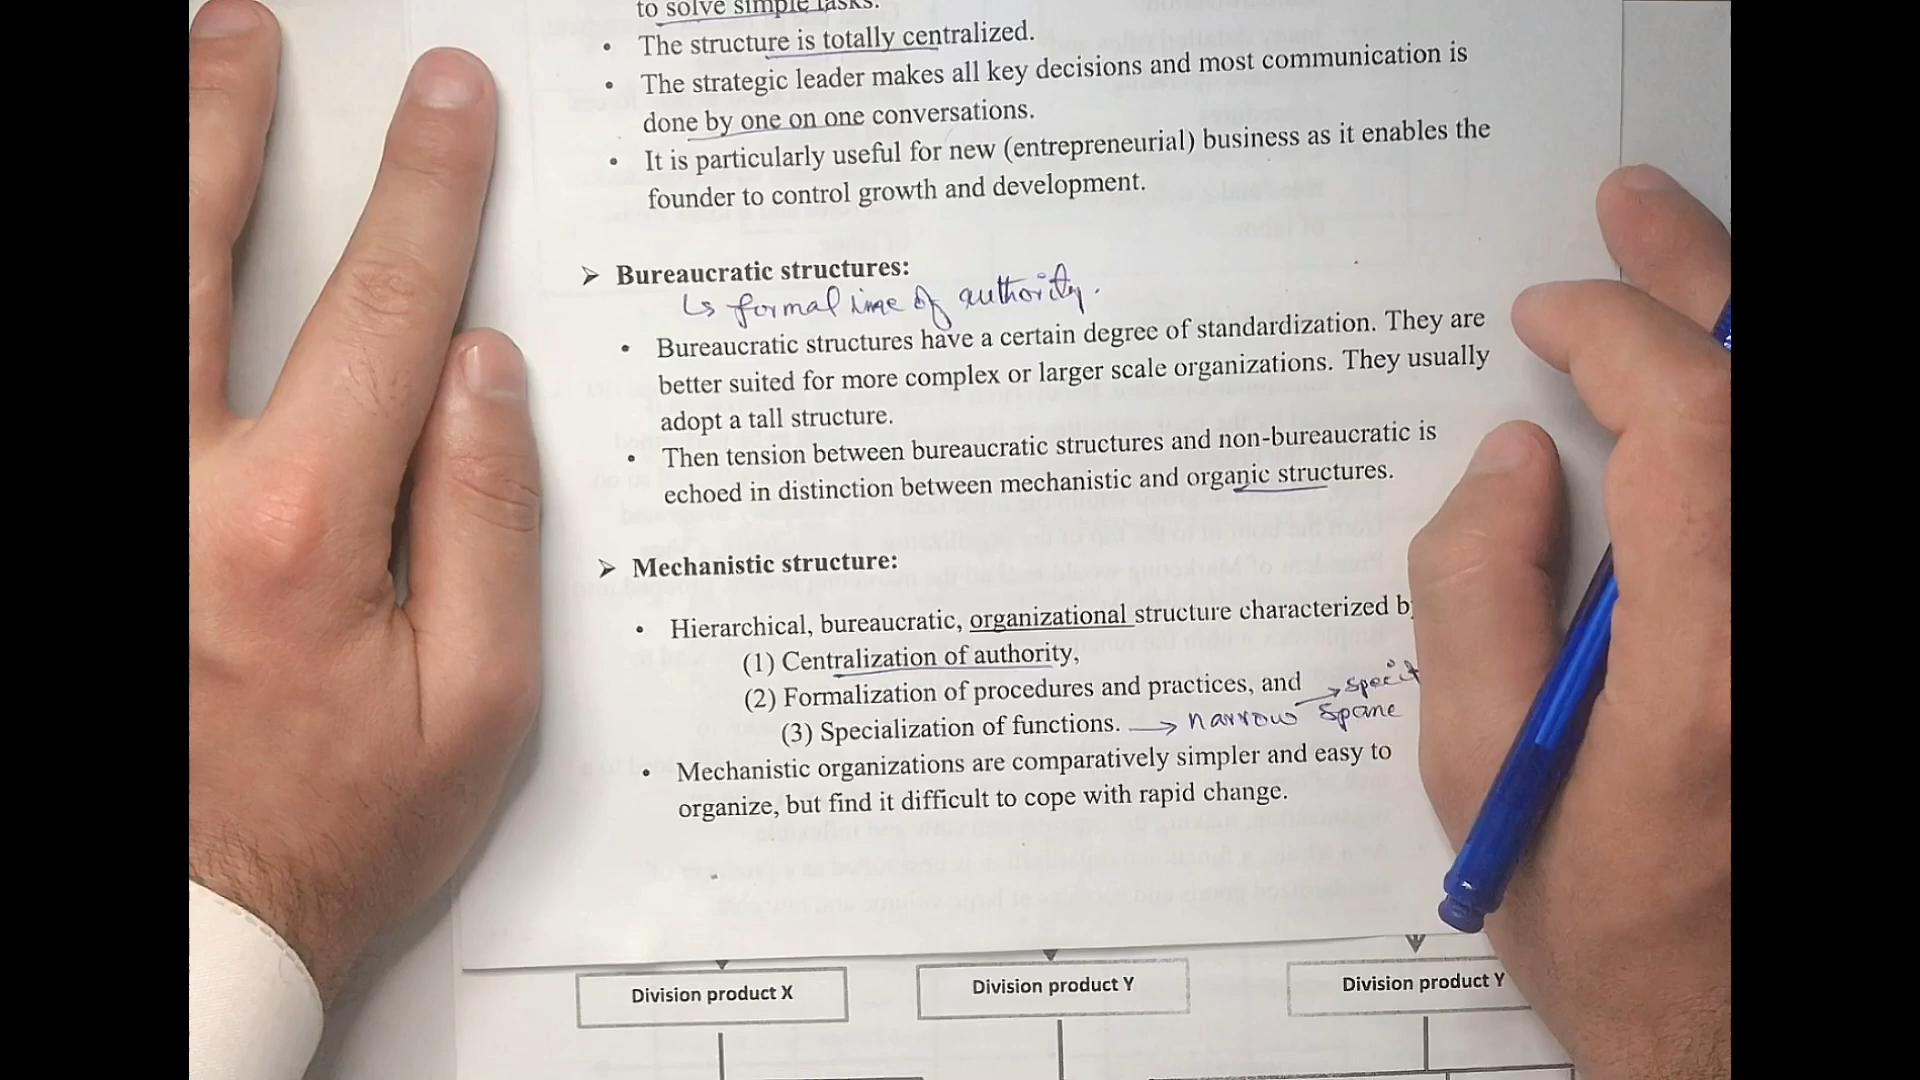 to solve simple tasks.
• The structure is totally centralized.
• The strategic leader makes all key decisions and most communication is
done by one on one conversations.
• It is particularly useful for new (entrepreneurial) business as it enables the
founder to control growth and development.
➢ Bureaucratic structures:
↳ formal line of authority.
• Bureaucratic structures have a certain degree of standardization. They are
better suited for more complex or larger scale organizations. They usually
adopt a tall structure.
• Then tension between bureaucratic structures and non-bureaucratic is
echoed in distinction between mechanistic and organic structures.
➢ Mechanistic structure:
• Hierarchical, bureaucratic, organizational structure characterized b
(1) Centralization of authority,
(2) Formalization of procedures and practices, and → specif
(3) Specialization of functions. → narrow spane
• Mechanistic organizations are comparatively simpler and easy to
organize, but find it difficult to cope with rapid change.
Division product X Division product Y Division product Y